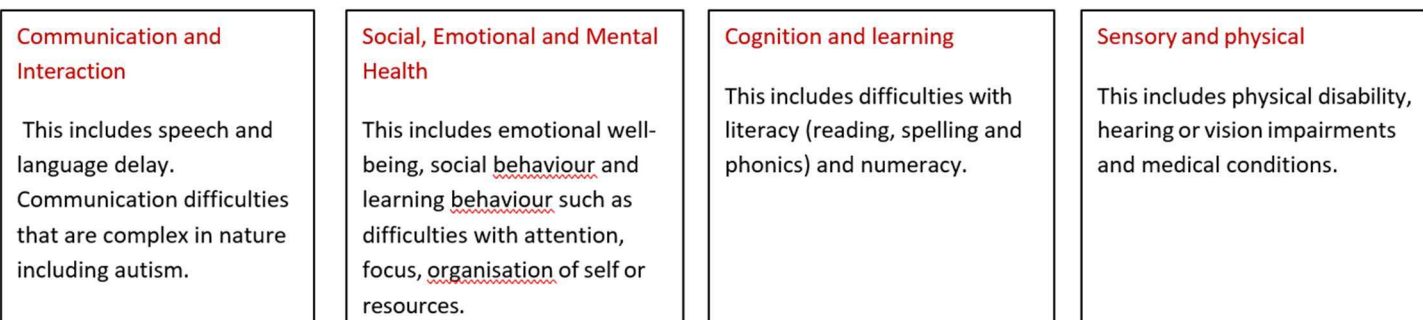 Communication and
Interaction
This includes speech and
language delay.
Communication difficulties
that are complex in nature
including autism.
Social, Emotional and Mental
Health
This includes emotional well-
being, social behaviour and
learning behaviour such as
difficulties with attention,
focus, organisation of self or
resources.
Cognition and learning
This includes difficulties with
literacy (reading, spelling and
phonics) and numeracy.
Sensory and physical
This includes physical disability,
hearing or vision impairments
and medical conditions.